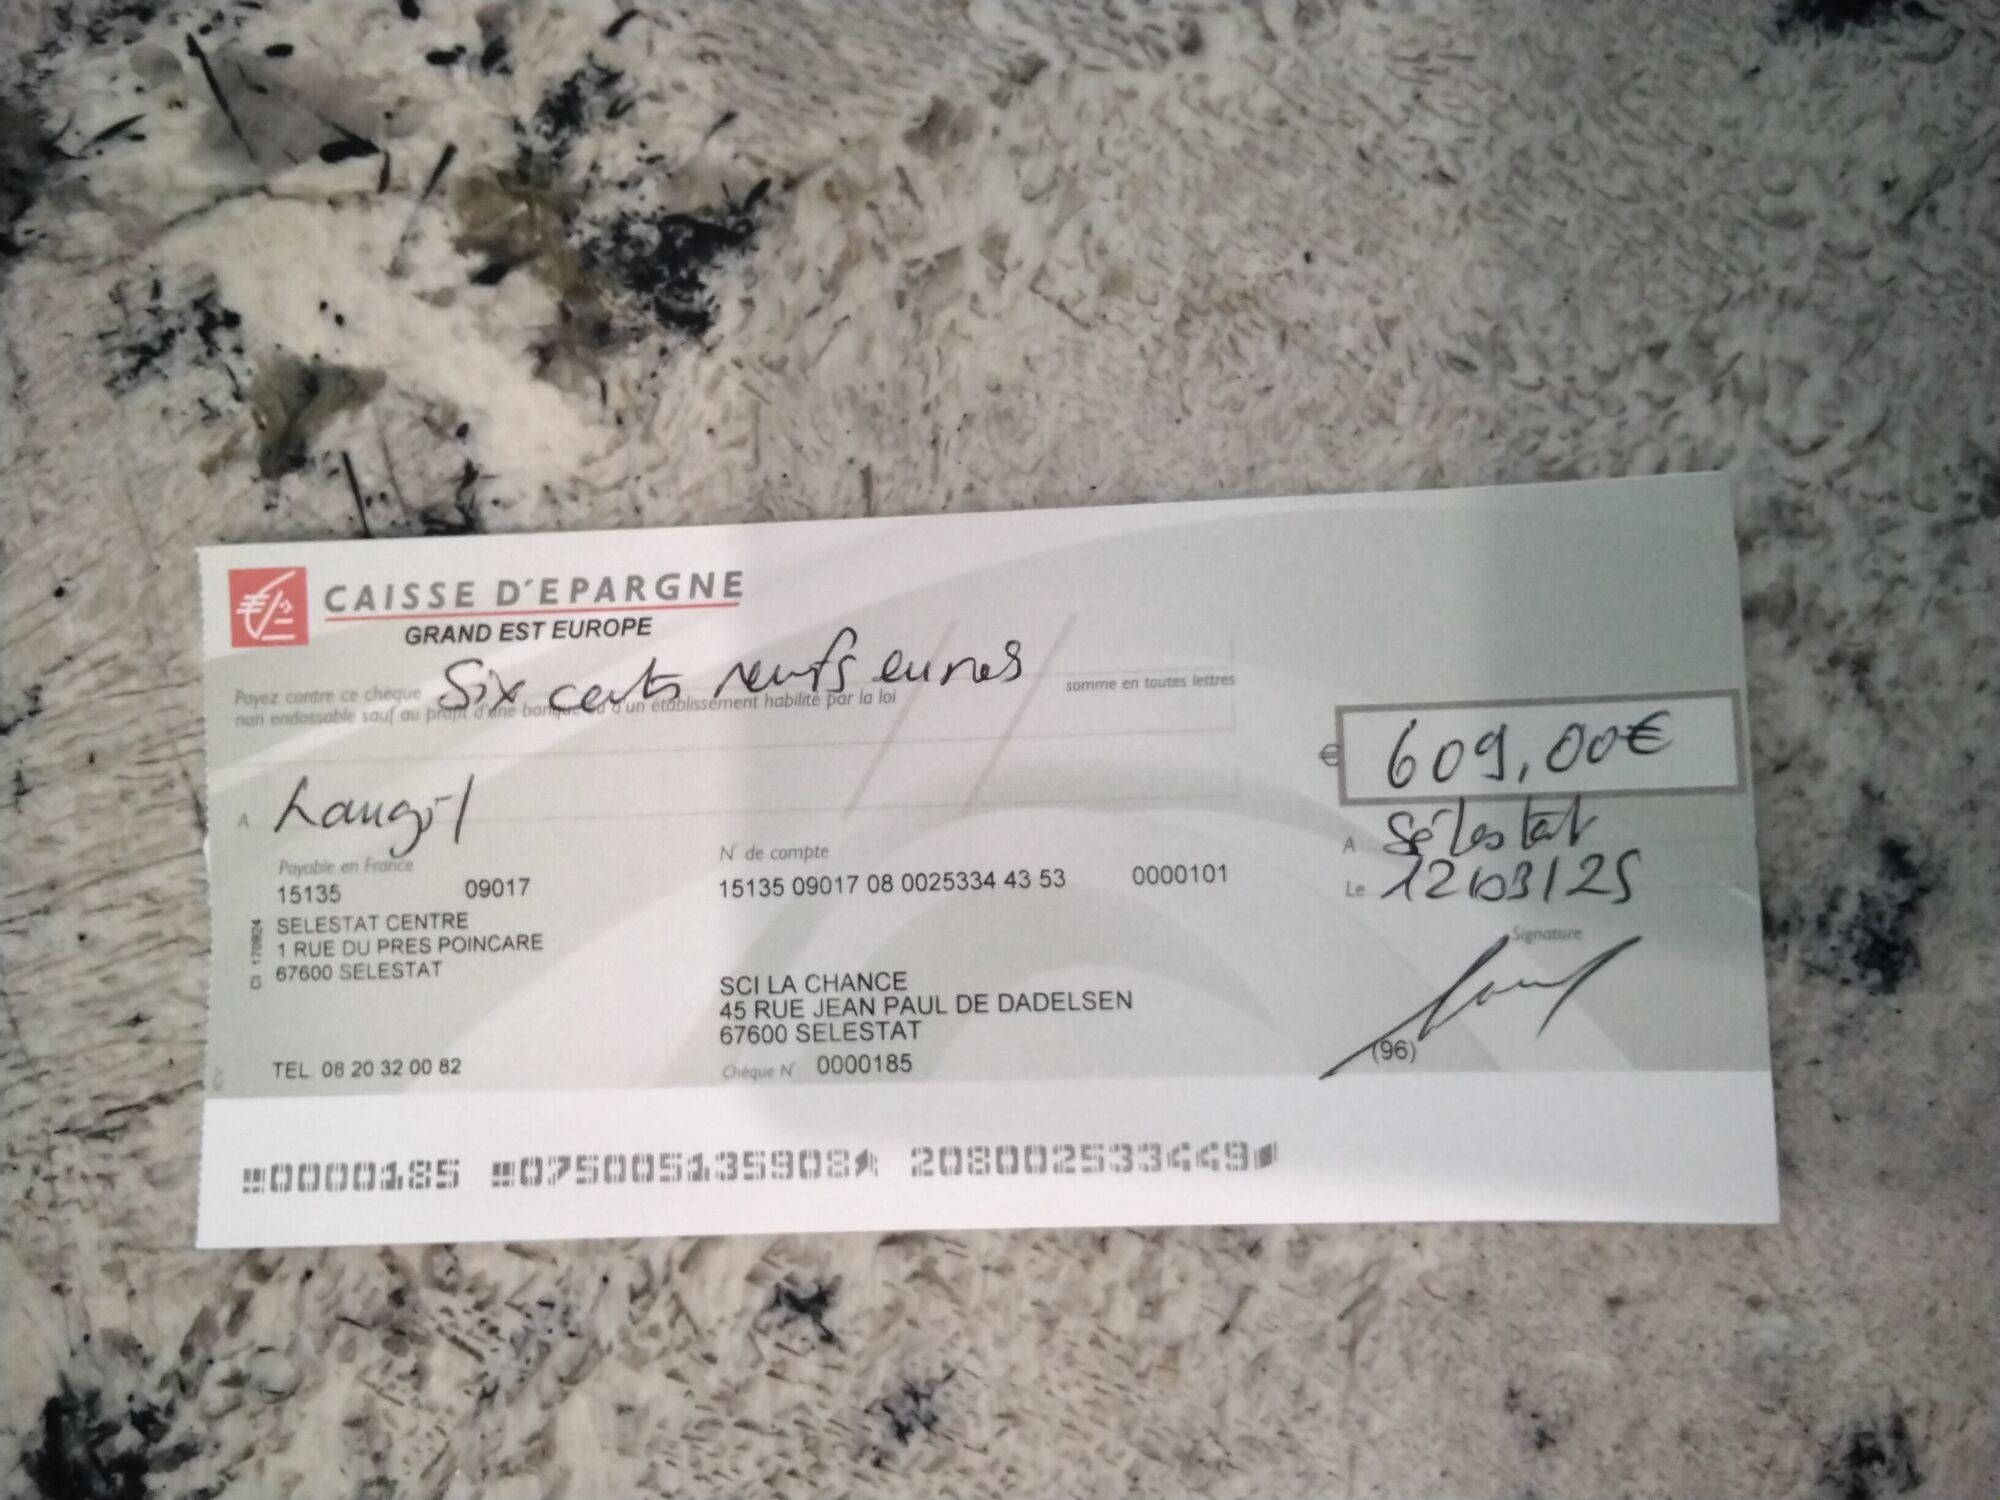 CAISSE D'EPARGNE
GRAND EST EUROPE
Payez contre ce chèque Six cents neufs euros somme en toutes lettres
non endossable sauf au profit d'une banque ou d'un établissement habilité par la loi
€ 609,00€
A
A Sélestat
Payable en France
N° de compte
15135 09017
15135 09017 08 0025334 43 53 0000101
Le 12/03/25
Signature
CI 170924
SELESTAT CENTRE
1 RUE DU PRES POINCARE
67600 SELESTAT
SCI LA CHANCE
45 RUE JEAN PAUL DE DADELSEN
67600 SELESTAT
(96)
TEL 08 20 32 00 82
Chèque N° 0000185
0000185 075005135908 208002533449